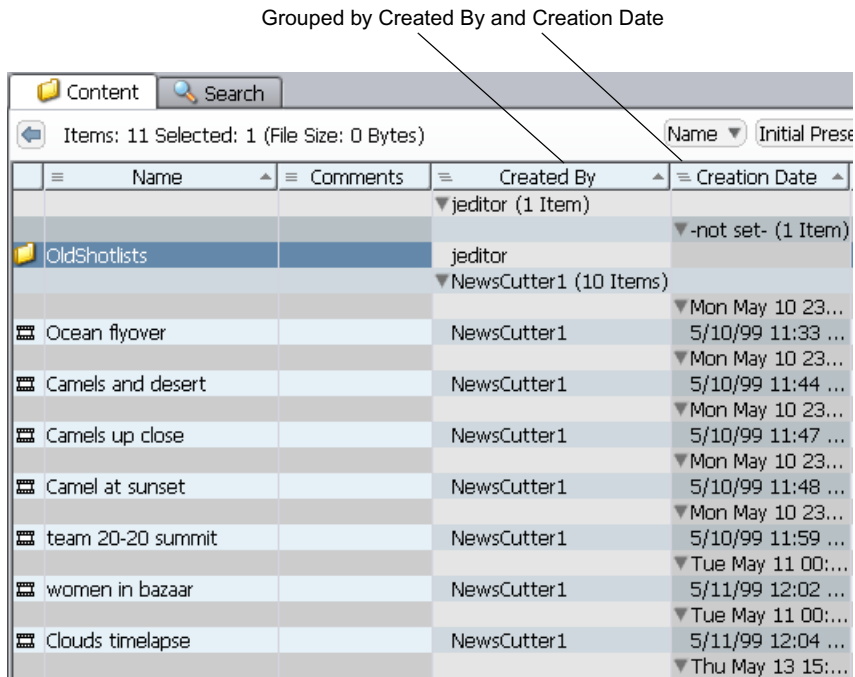 Grouped by Created By and Creation Date
Content Search
Items: 11 Selected: 1 (File Size: 0 Bytes) Name Initial Prese
Name Comments Created By Creation Date
jeditor (1 Item)
-not set- (1 Item)
OldShotlists jeditor
NewsCutter1 (10 Items)
Mon May 10 23...
Ocean flyover NewsCutter1 5/10/99 11:33 ...
Mon May 10 23...
Camels and desert NewsCutter1 5/10/99 11:44 ...
Mon May 10 23...
Camels up close NewsCutter1 5/10/99 11:47 ...
Mon May 10 23...
Camel at sunset NewsCutter1 5/10/99 11:48 ...
Mon May 10 23...
team 20-20 summit NewsCutter1 5/10/99 11:59 ...
Tue May 11 00:...
women in bazaar NewsCutter1 5/11/99 12:02 ...
Tue May 11 00:...
Clouds timelapse NewsCutter1 5/11/99 12:04 ...
Thu May 13 15:...